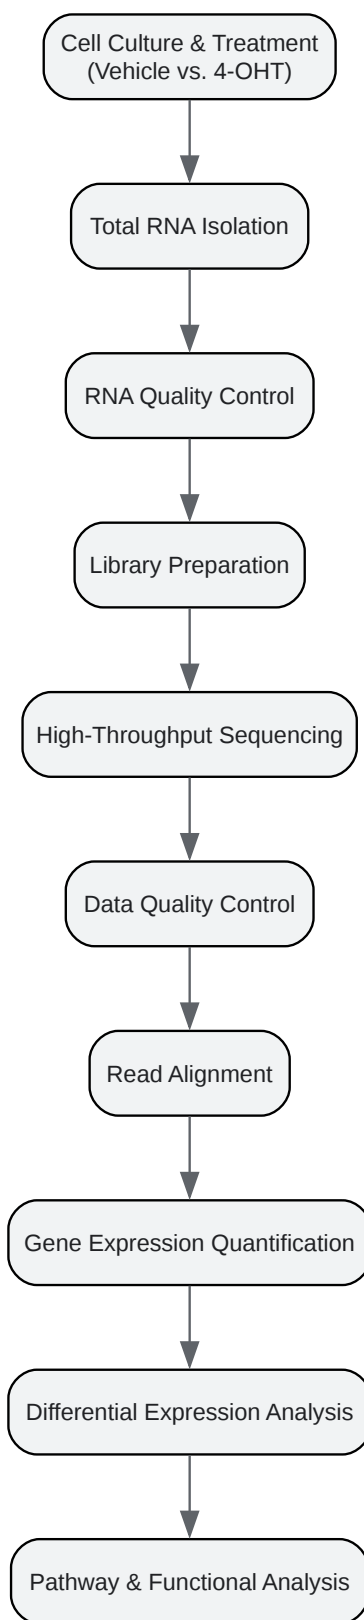 Cell Culture & Treatment
(Vehicle vs. 4-OHT)
Total RNA Isolation
RNA Quality Control
Library Preparation
High-Throughput Sequencing
Data Quality Control
Read Alignment
Gene Expression Quantification
Differential Expression Analysis
Pathway & Functional Analysis